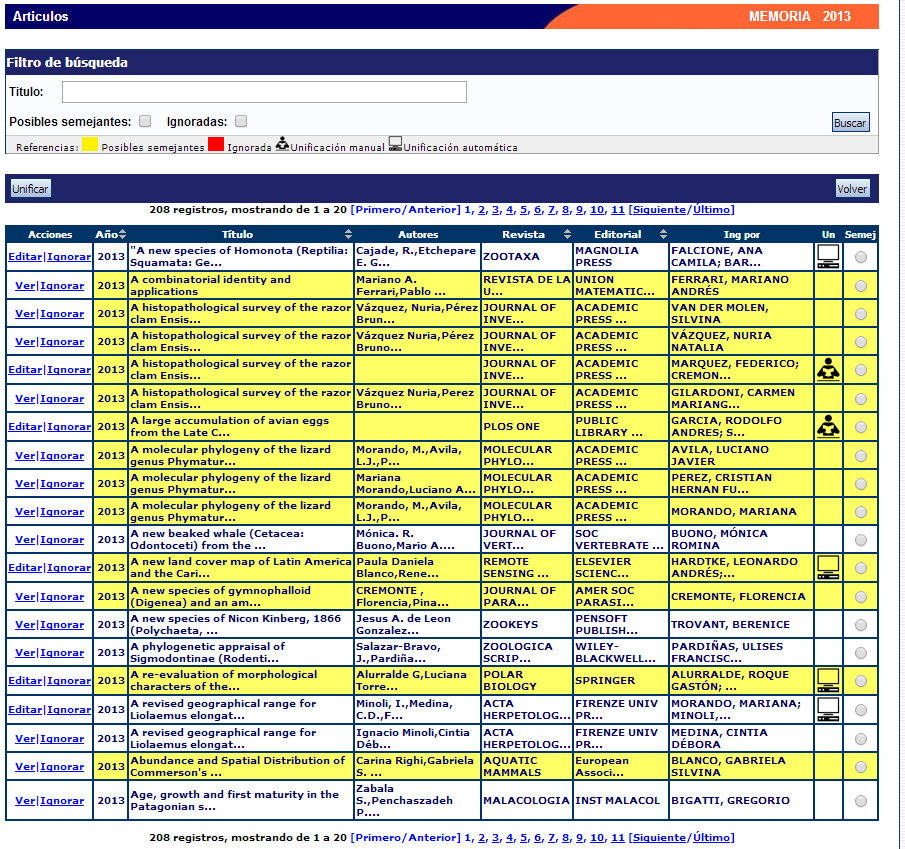 Articulos MEMORIA 2013
Filtro de búsqueda
Titulo:
Posibles semejantes: Ignoradas:
Buscar
Referencias: Posibles semejantes Ignorada Unificación manual Unificación automática
Unificar Volver
208 registros, mostrando de 1 a 20 [Primero/Anterior] 1, 2, 3, 4, 5, 6, 7, 8, 9, 10, 11 [Siguiente/Último]
Acciones Año Título Autores Revista Editorial Ing por Un Semej
Editar|Ignorar 2013 "A new species of Homonota (Reptilia: Squamata: Ge... Cajade, R.,Etchepare E. G... ZOOTAXA MAGNOLIA PRESS FALCIONE, ANA CAMILA; BAR...
Ver|Ignorar 2013 A combinatorial identity and applications Mariano A. Ferrari,Pablo ... REVISTA DE LA U... UNION MATEMATIC... FERRARI, MARIANO ANDRÉS
Ver|Ignorar 2013 A histopathological survey of the razor clam Ensis... Vázquez, Nuria,Pérez Brun... JOURNAL OF INVE... ACADEMIC PRESS ... VAN DER MOLEN, SILVINA
Ver|Ignorar 2013 A histopathological survey of the razor clam Ensis... Vázquez Nuria,Pérez Bruno... JOURNAL OF INVE... ACADEMIC PRESS ... VÁZQUEZ, NURIA NATALIA
Editar|Ignorar 2013 A histopathological survey of the razor clam Ensis... JOURNAL OF INVE... ACADEMIC PRESS ... MARQUEZ, FEDERICO; CREMON...
Ver|Ignorar 2013 A histopathological survey of the razor clam Ensis... Vázquez Nuria,Perez Bruno... JOURNAL OF INVE... ACADEMIC PRESS ... GILARDONI, CARMEN MARIANG...
Editar|Ignorar 2013 A large accumulation of avian eggs from the Late C... PLOS ONE PUBLIC LIBRARY ... GARCIA, RODOLFO ANDRES; S...
Ver|Ignorar 2013 A molecular phylogeny of the lizard genus Phymatur... Morando, M.,Avila, L.J.,P... MOLECULAR PHYLO... ACADEMIC PRESS ... AVILA, LUCIANO JAVIER
Ver|Ignorar 2013 A molecular phylogeny of the lizard genus Phymatur... Mariana Morando,Luciano A... MOLECULAR PHYLO... ACADEMIC PRESS ... PEREZ, CRISTIAN HERNAN FU...
Ver|Ignorar 2013 A molecular phylogeny of the lizard genus Phymatur... Morando, M.,Avila, L.J.,P... MOLECULAR PHYLO... ACADEMIC PRESS ... MORANDO, MARIANA
Ver|Ignorar 2013 A new beaked whale (Cetacea: Odontoceti) from the ... Mónica. R. Buono,Mario A.... JOURNAL OF VERT... SOC VERTEBRATE ... BUONO, MÓNICA ROMINA
Editar|Ignorar 2013 A new land cover map of Latin America and the Cari... Paula Daniela Blanco,Rene... REMOTE SENSING ... ELSEVIER SCIENC... HARDTKE, LEONARDO ANDRÉS;...
Ver|Ignorar 2013 A new species of gymnophalloid (Digenea) and an am... CREMONTE , Florencia,Pina... JOURNAL OF PARA... AMER SOC PARASI... CREMONTE, FLORENCIA
Ver|Ignorar 2013 A new species of Nicon Kinberg, 1866 (Polychaeta, ... Jesus A. de Leon Gonzalez... ZOOKEYS PENSOFT PUBLISH... TROVANT, BERENICE
Ver|Ignorar 2013 A phylogenetic appraisal of Sigmodontinae (Rodenti... Salazar-Bravo, J.,Pardiña... ZOOLOGICA SCRIP... WILEY-BLACKWELL... PARDIÑAS, ULISES FRANCISC...
Editar|Ignorar 2013 A re-evaluation of morphological characters of the... Alurralde G,Luciana Torre... POLAR BIOLOGY SPRINGER ALURRALDE, ROQUE GASTÓN; ...
Editar|Ignorar 2013 A revised geographical range for Liolaemus elongat... Minoli, I.,Medina, C.D.,F... ACTA HERPETOLOG... FIRENZE UNIV PR... MORANDO, MARIANA; MINOLI,...
Ver|Ignorar 2013 A revised geographical range for Liolaemus elongat... Ignacio Minoli,Cintia Déb... ACTA HERPETOLOG... FIRENZE UNIV PR... MEDINA, CINTIA DÉBORA
Ver|Ignorar 2013 Abundance and Spatial Distribution of Commerson's ... Carina Righi,Gabriela S. ... AQUATIC MAMMALS European Associ... BLANCO, GABRIELA SILVINA
Ver|Ignorar 2013 Age, growth and first maturity in the Patagonian s... Zabala S.,Penchaszadeh P.... MALACOLOGIA INST MALACOL BIGATTI, GREGORIO
208 registros, mostrando de 1 a 20 [Primero/Anterior] 1, 2, 3, 4, 5, 6, 7, 8, 9, 10, 11 [Siguiente/Último]